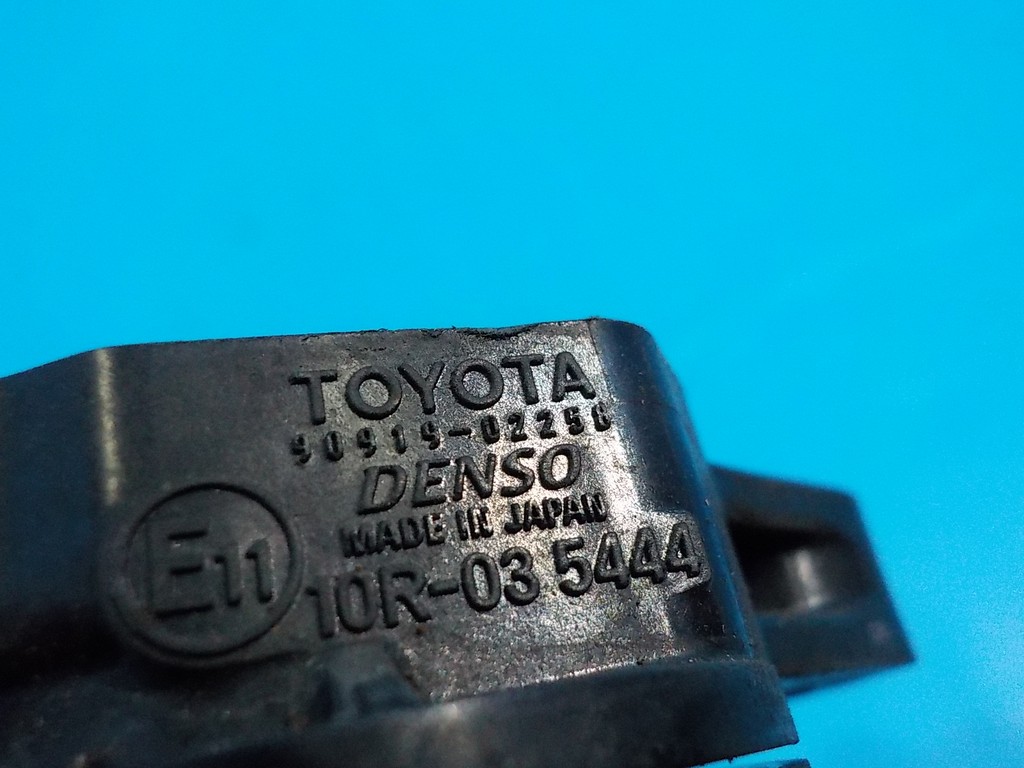 TOYOTA
90919-02256
DENSO
MADE IN JAPAN
E11
10R-03 5444